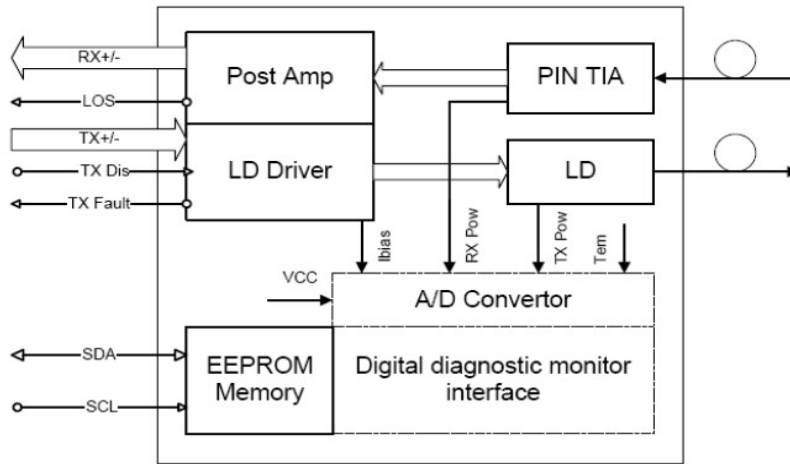 RX+/-
Post Amp
PIN TIA
LOS
TX+/-
TX Dis
LD Driver
LD
TX Fault
Ibias
RX Pow
TX Pow
Tem
VCC
A/D Convertor
SDA
EEPROM
Memory
Digital diagnostic monitor
interface
SCL